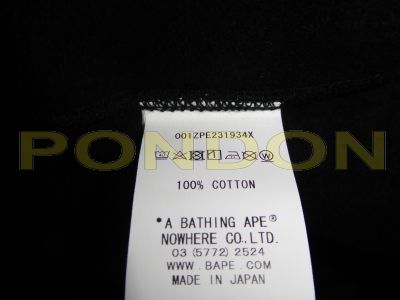 001ZPE231934X
PONDON
100% COTTON
*A BATHING APE®
NOWHERE CO.,LTD.
03(5772)2524
WWW.BAPE.COM
MADE IN JAPAN